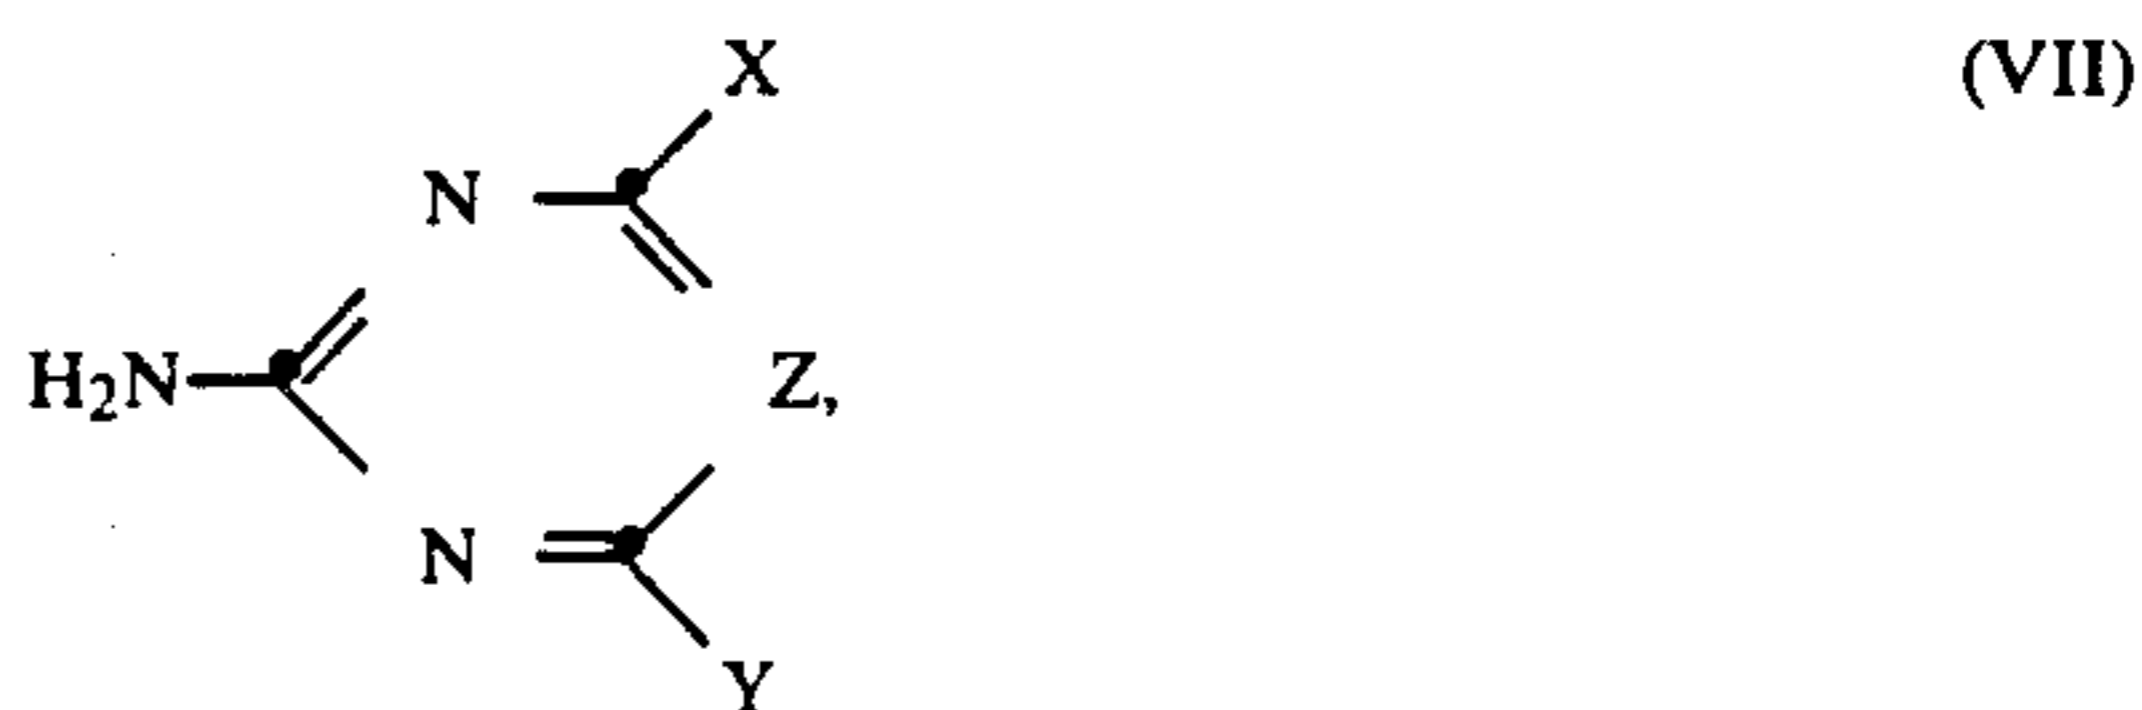 X
(VII)
N
H₂N
Z,
N
Y